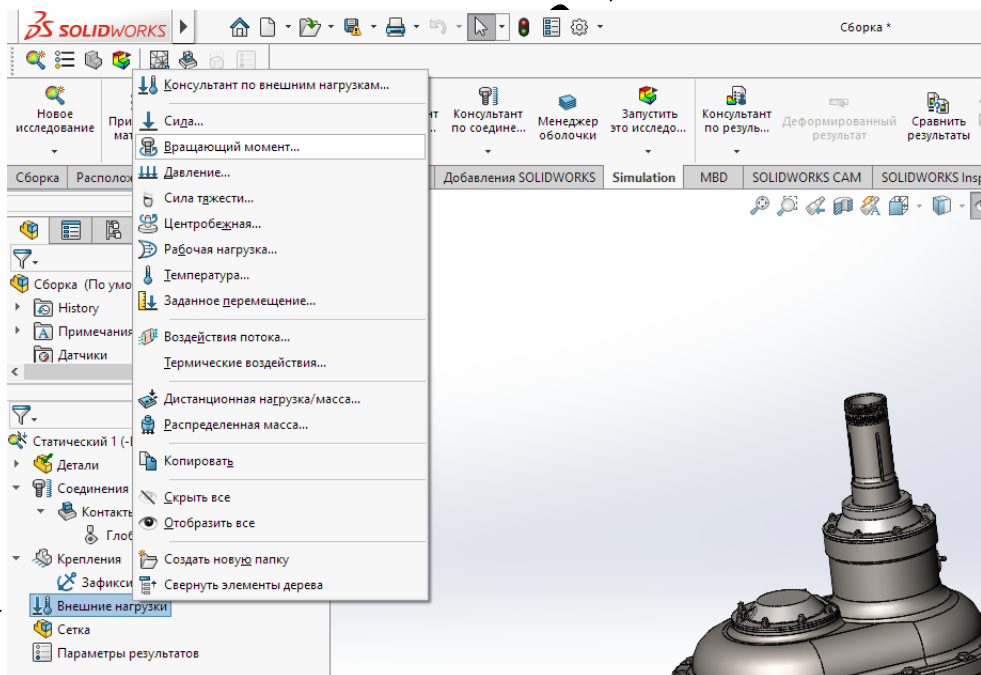 SOLIDWORKS
Сборка *
Консультант по внешним нагрузкам...
Сила...
Вращающий момент...
Давление...
Сила тяжести...
Центробежная...
Рабочая нагрузка...
Температура...
Заданное перемещение...
Воздействия потока...
Термические воздействия...
Дистанционная нагрузка/масса...
Распределенная масса...
Копировать
Скрыть все
Отобразить все
Создать новую папку
Свернуть элементы дерева
Новое
исследование
Консультант
по соедине...
Менеджер
оболочки
Запустить
это исследо...
Консультант
по резуль...
Деформированный
результат
Сравнить
результаты
Сборка
Добавления SOLIDWORKS
Simulation
MBD
SOLIDWORKS CAM
SOLIDWORKS Insp
Сборка (По умо
History
Примечания
Датчики
Статический 1 (-
Детали
Соединения
Контакты
Глоб
Крепления
Зафикси
Внешние нагрузки
Сетка
Параметры результатов